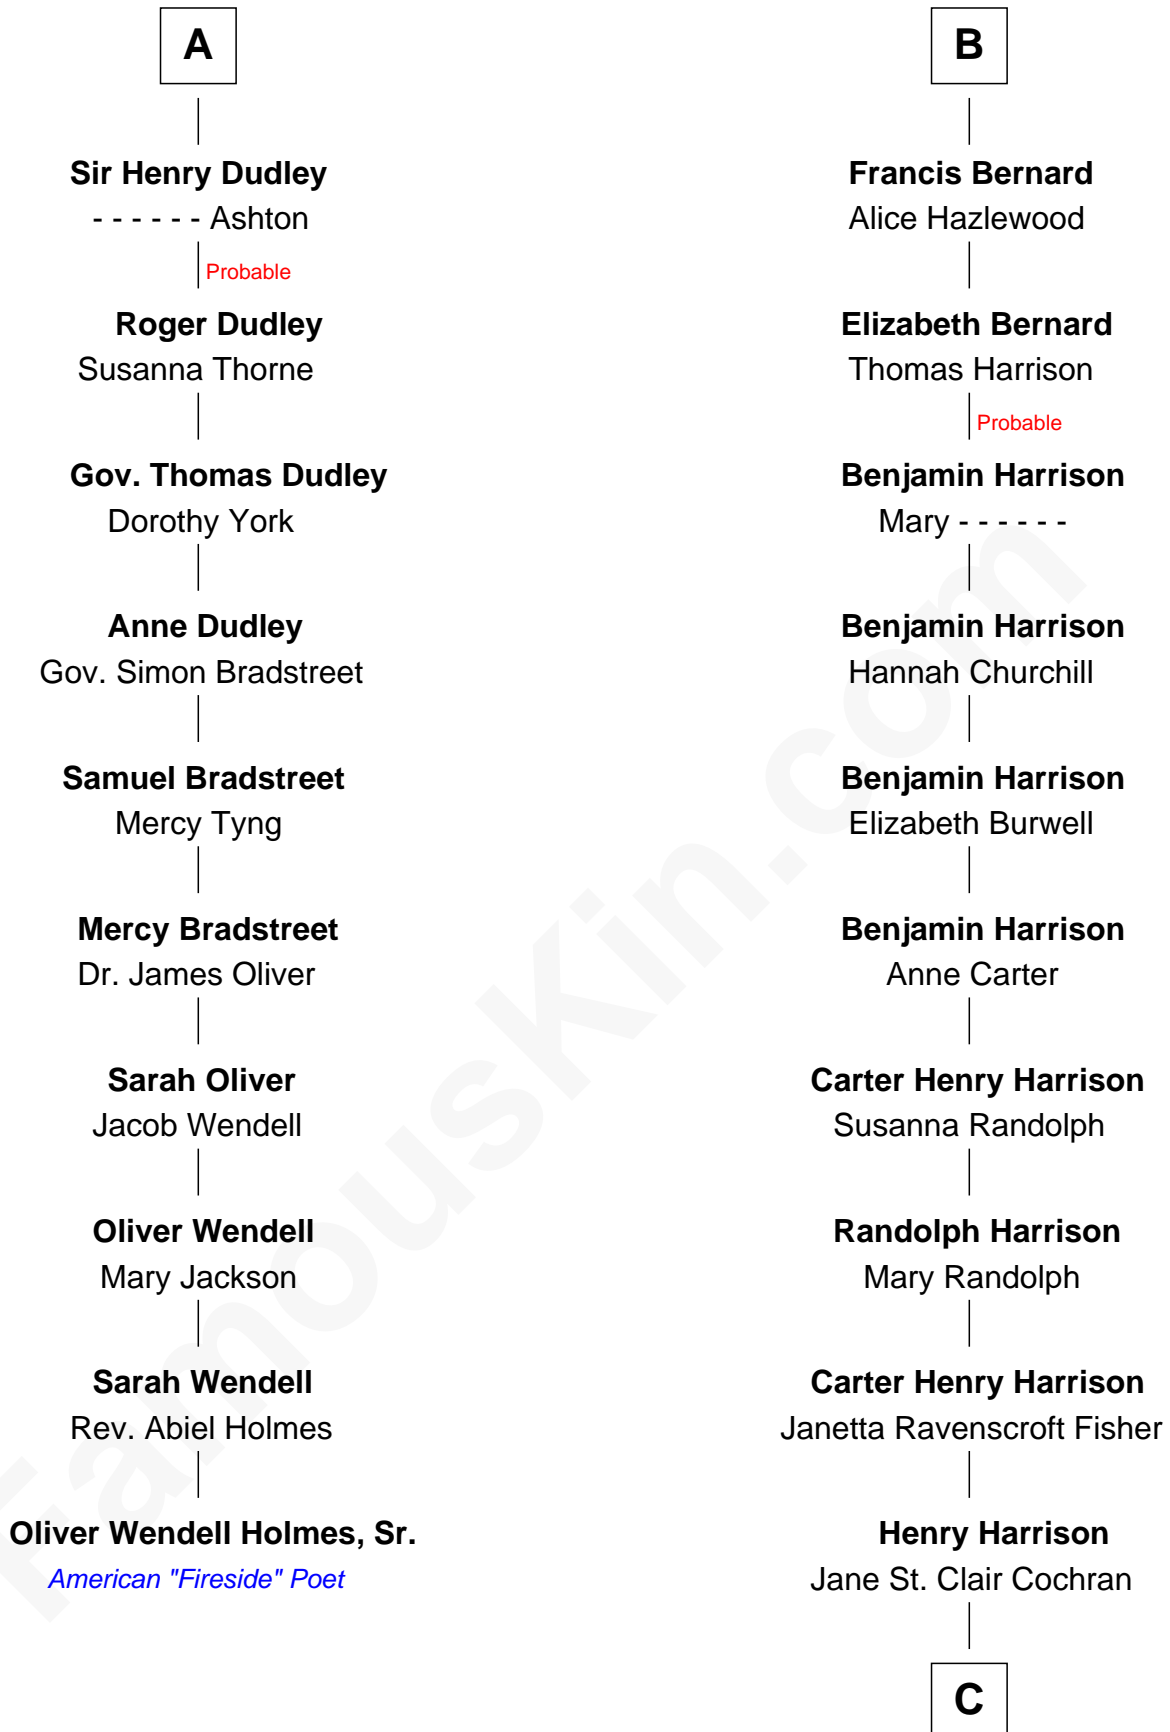 A
Sir Henry Dudley
- - - - - - Ashton
Probable
Roger Dudley
Susanna Thorne
Gov. Thomas Dudley
Dorothy York
Anne Dudley
Gov. Simon Bradstreet
Samuel Bradstreet
Mercy Tyng
Mercy Bradstreet
Dr. James Oliver
Sarah Oliver
Jacob Wendell
Oliver Wendell
Mary Jackson
Sarah Wendell
Rev. Abiel Holmes
Oliver Wendell Holmes, Sr.
American "Fireside" Poet
B
Francis Bernard
Alice Hazlewood
Elizabeth Bernard
Thomas Harrison
Probable
Benjamin Harrison
Mary - - - - - -
Benjamin Harrison
Hannah Churchill
Benjamin Harrison
Elizabeth Burwell
Benjamin Harrison
Anne Carter
Carter Henry Harrison
Susanna Randolph
Randolph Harrison
Mary Randolph
Carter Henry Harrison
Janetta Ravenscroft Fisher
Henry Harrison
Jane St. Clair Cochran
C
FamousKin.com